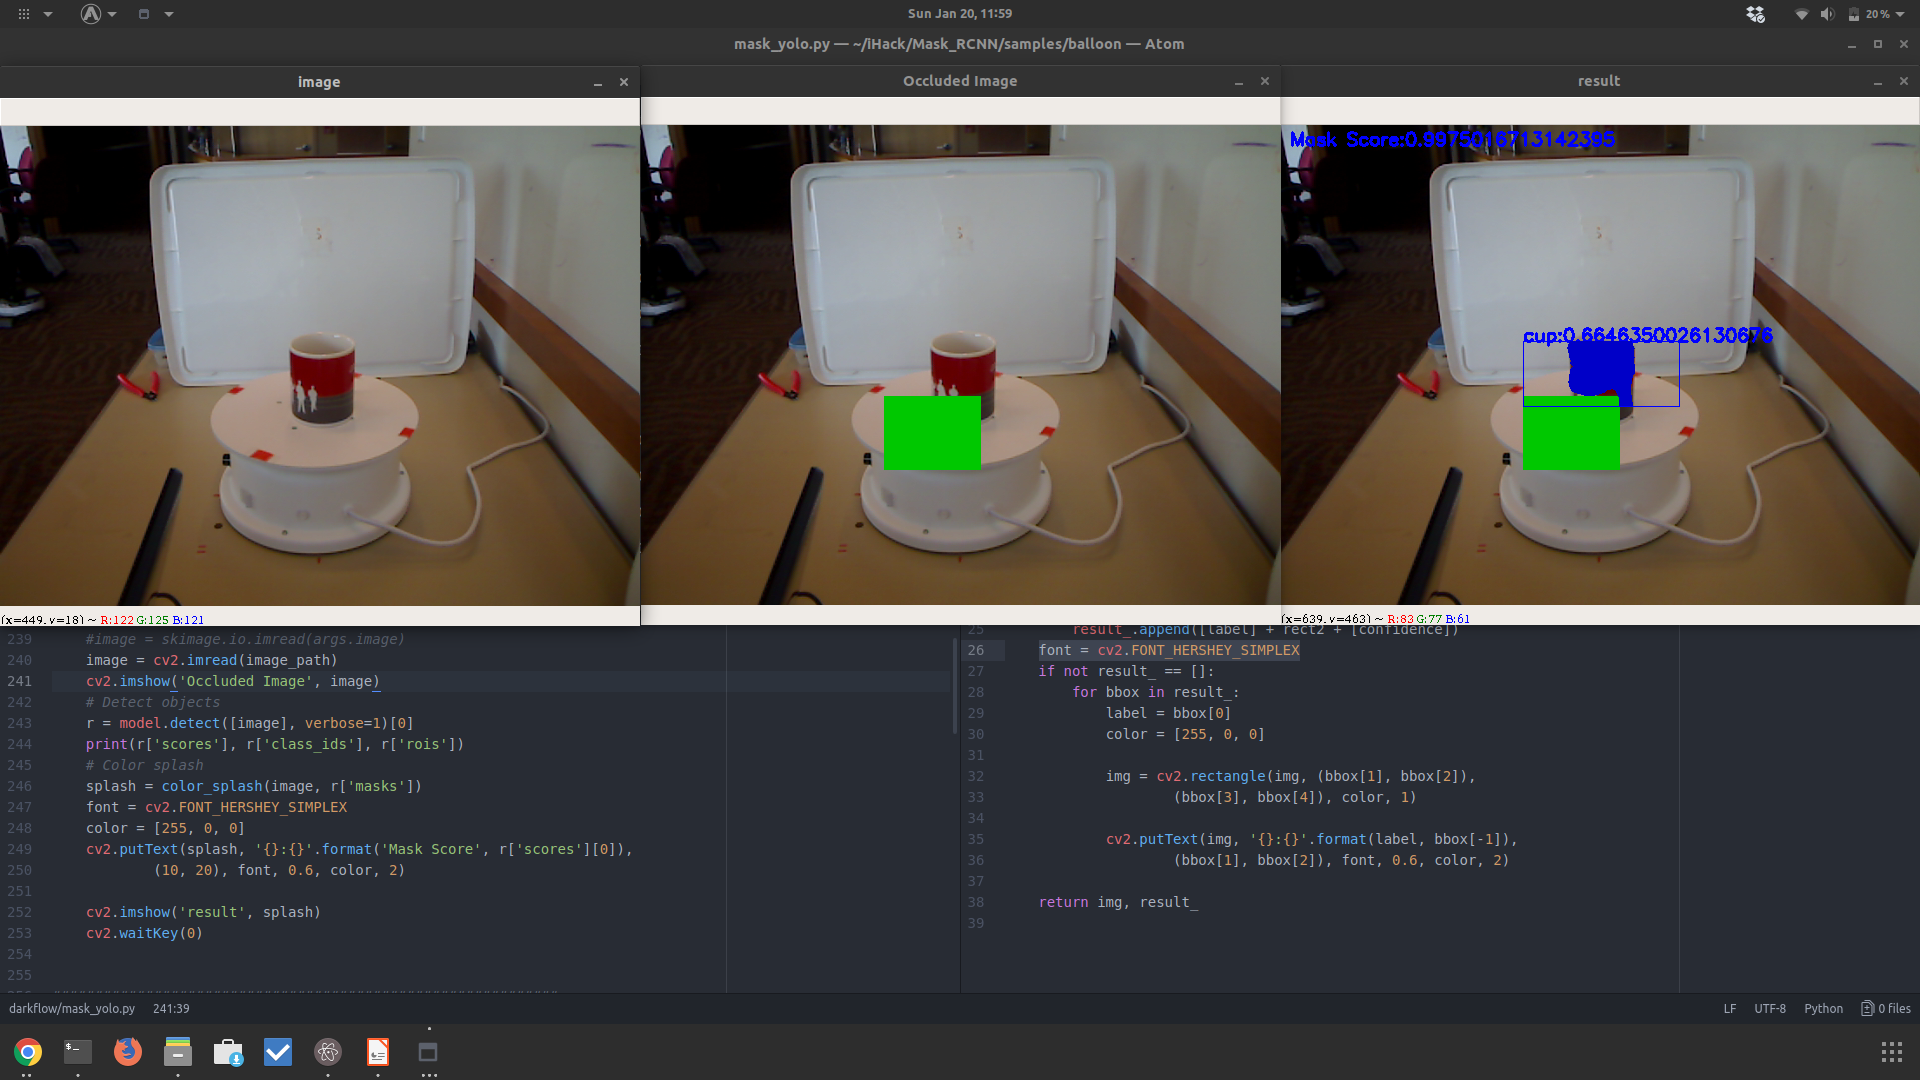 Sun Jan 20, 11:59
20 %
mask_yolo.py — ~/iHack/Mask_RCNN/samples/balloon — Atom
image
Occluded Image
result
Mask Score:0.9975016713142395
cup:0.6646350026130676
(x=449, y=18) ~ R:122 G:125 B:121
(x=639, y=463) ~ R:83 G:77 B:61
239 #image = skimage.io.imread(args.image)
240 image = cv2.imread(image_path)
241 cv2.imshow('Occluded Image', image)
242 # Detect objects
243 r = model.detect([image], verbose=1)[0]
244 print(r['scores'], r['class_ids'], r['rois'])
245 # Color splash
246 splash = color_splash(image, r['masks'])
247 font = cv2.FONT_HERSHEY_SIMPLEX
248 color = [255, 0, 0]
249 cv2.putText(splash, '{}:{}'.format('Mask Score', r['scores'][0]),
250 (10, 20), font, 0.6, color, 2)
251
252 cv2.imshow('result', splash)
253 cv2.waitKey(0)
254
255
25 result_.append([label] + rect2 + [confidence])
26 font = cv2.FONT_HERSHEY_SIMPLEX
27 if not result_ == []:
28 for bbox in result_:
29 label = bbox[0]
30 color = [255, 0, 0]
31
32 img = cv2.rectangle(img, (bbox[1], bbox[2]),
33 (bbox[3], bbox[4]), color, 1)
34
35 cv2.putText(img, '{}:{}'.format(label, bbox[-1]),
36 (bbox[1], bbox[2]), font, 0.6, color, 2)
37
38 return img, result_
39
darkflow/mask_yolo.py 241:39
LF UTF-8 Python 0 files